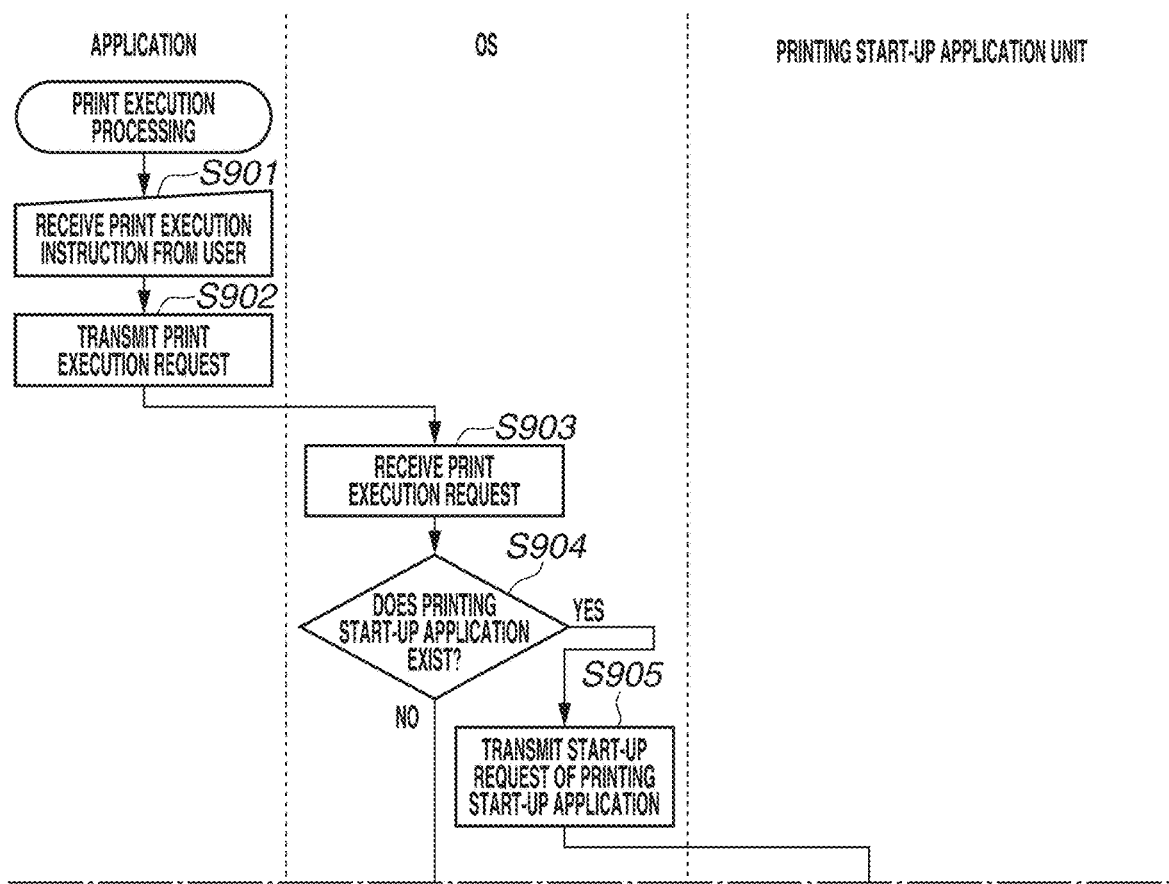 APPLICATION
OS
PRINTING START-UP APPLICATION UNIT
PRINT EXECUTION
PROCESSING
S901
RECEIVE PRINT EXECUTION
INSTRUCTION FROM USER
S902
TRANSMIT PRINT
EXECUTION REQUEST
S903
RECEIVE PRINT
EXECUTION REQUEST
S904
DOES PRINTING
START-UP APPLICATION
EXIST?
YES
NO
S905
TRANSMIT START-UP
REQUEST OF PRINTING
START-UP APPLICATION